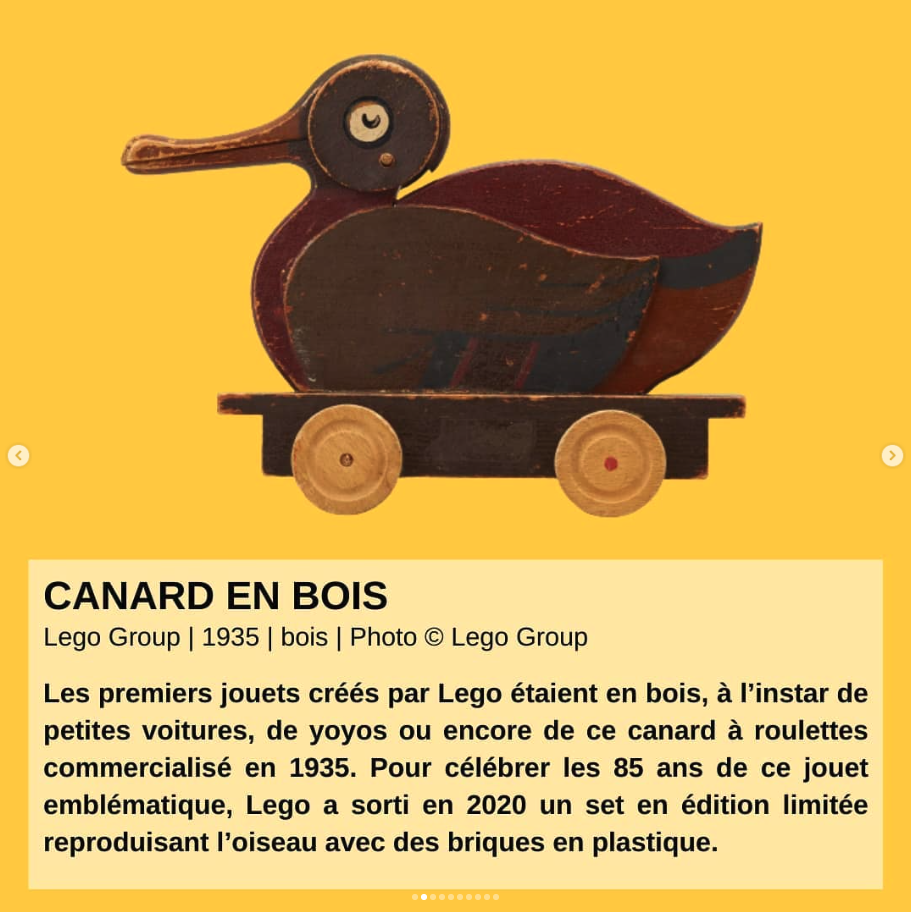 CANARD EN BOIS
Lego Group | 1935 | bois | Photo © Lego Group
Les premiers jouets créés par Lego étaient en bois, à l’instar de
petites voitures, de yoyos ou encore de ce canard à roulettes
commercialisé en 1935. Pour célébrer les 85 ans de ce jouet
emblématique, Lego a sorti en 2020 un set en édition limitée
reproduisant l’oiseau avec des briques en plastique.